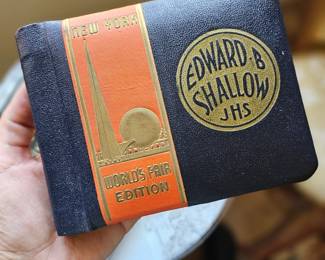 NEW YORK
WORLD'S FAIR
EDITION
EDWARD·B
SHALLOW
JHS